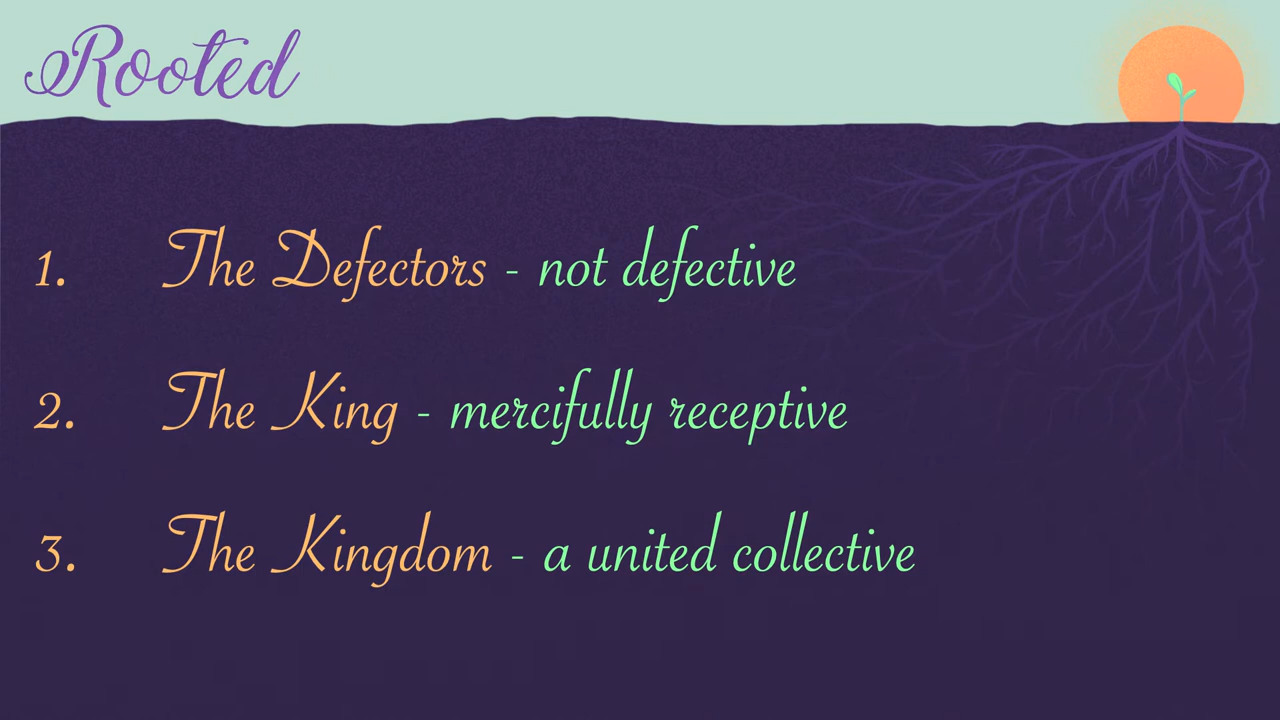 Rooted
1. The Defectors - not defective
2. The King - mercifully receptive
3. The Kingdom - a united collective